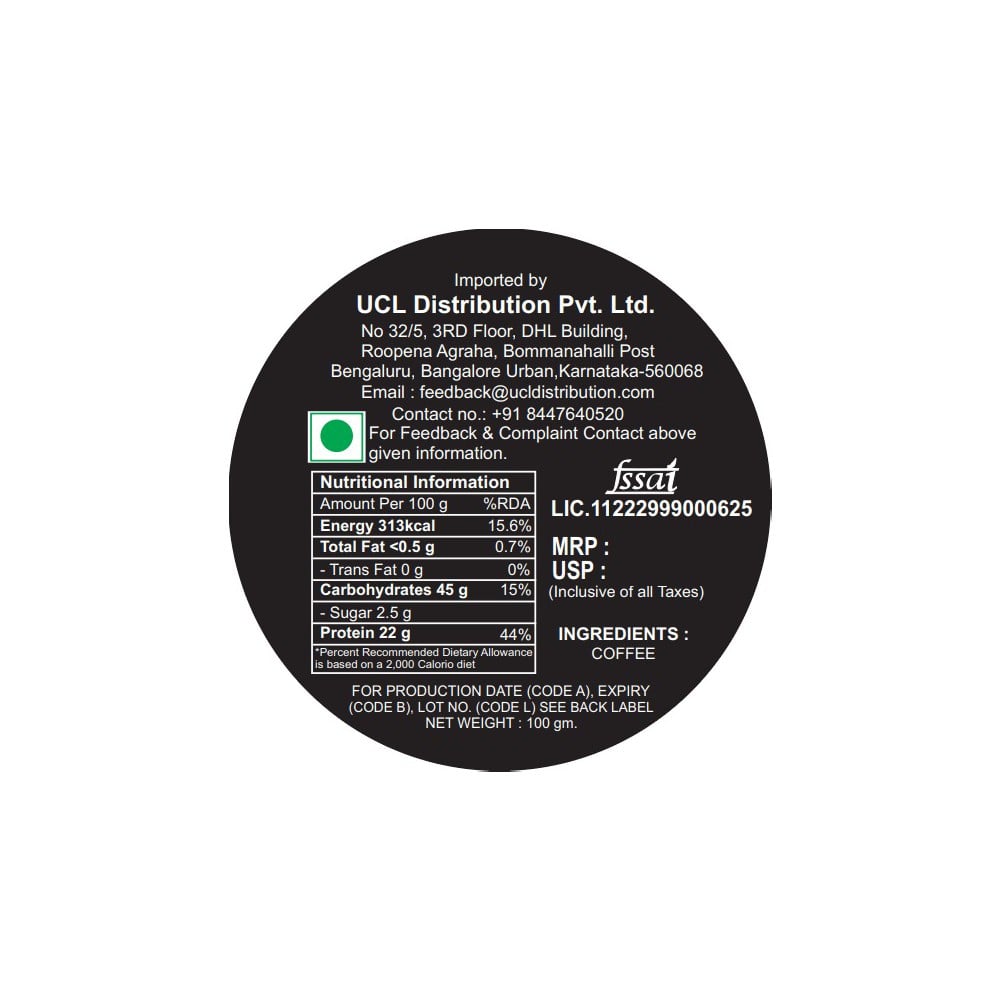 Imported by
UCL Distribution Pvt. Ltd.
No 32/5, 3RD Floor, DHL Building,
Roopena Agraha, Bommanahalli Post
Bengaluru, Bangalore Urban,Karnataka-560068
Email : feedback@ucldistribution.com
Contact no.: +91 8447640520
For Feedback & Complaint Contact above
given information.
Nutritional Information
Amount Per 100 g %RDA
Energy 313kcal 15.6%
Total Fat <0.5 g 0.7%
- Trans Fat 0 g 0%
Carbohydrates 45 g 15%
- Sugar 2.5 g
Protein 22 g 44%
*Percent Recommended Dietary Allowance
is based on a 2,000 Calorio diet
fssai
LIC.11222999000625
MRP :
USP :
(Inclusive of all Taxes)
INGREDIENTS :
COFFEE
FOR PRODUCTION DATE (CODE A), EXPIRY
(CODE B), LOT NO. (CODE L) SEE BACK LABEL
NET WEIGHT : 100 gm.